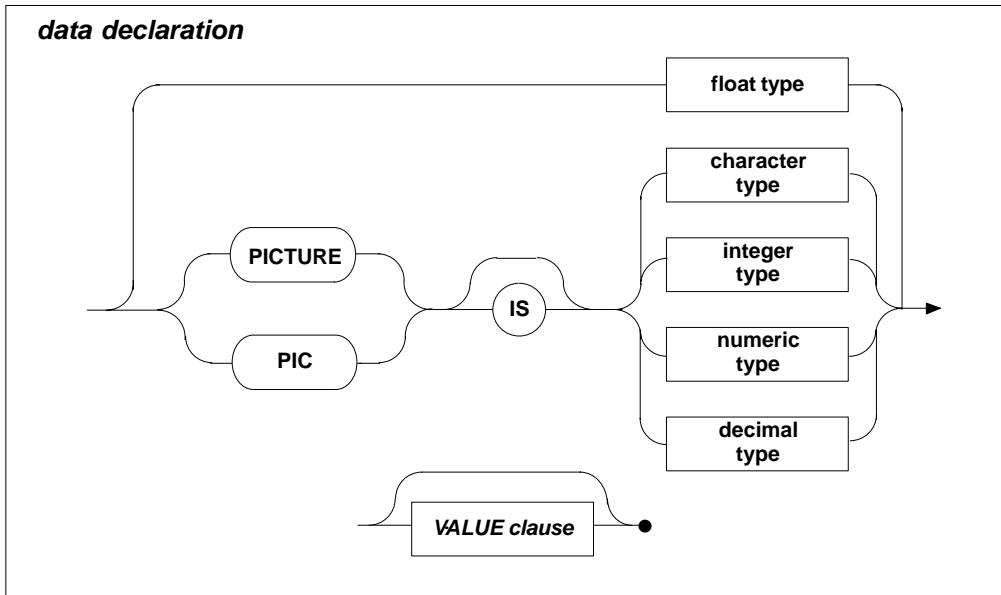 data declaration
float type
character
type
PICTURE
integer
type
IS
PIC
numeric
type
decimal
type
VALUE clause